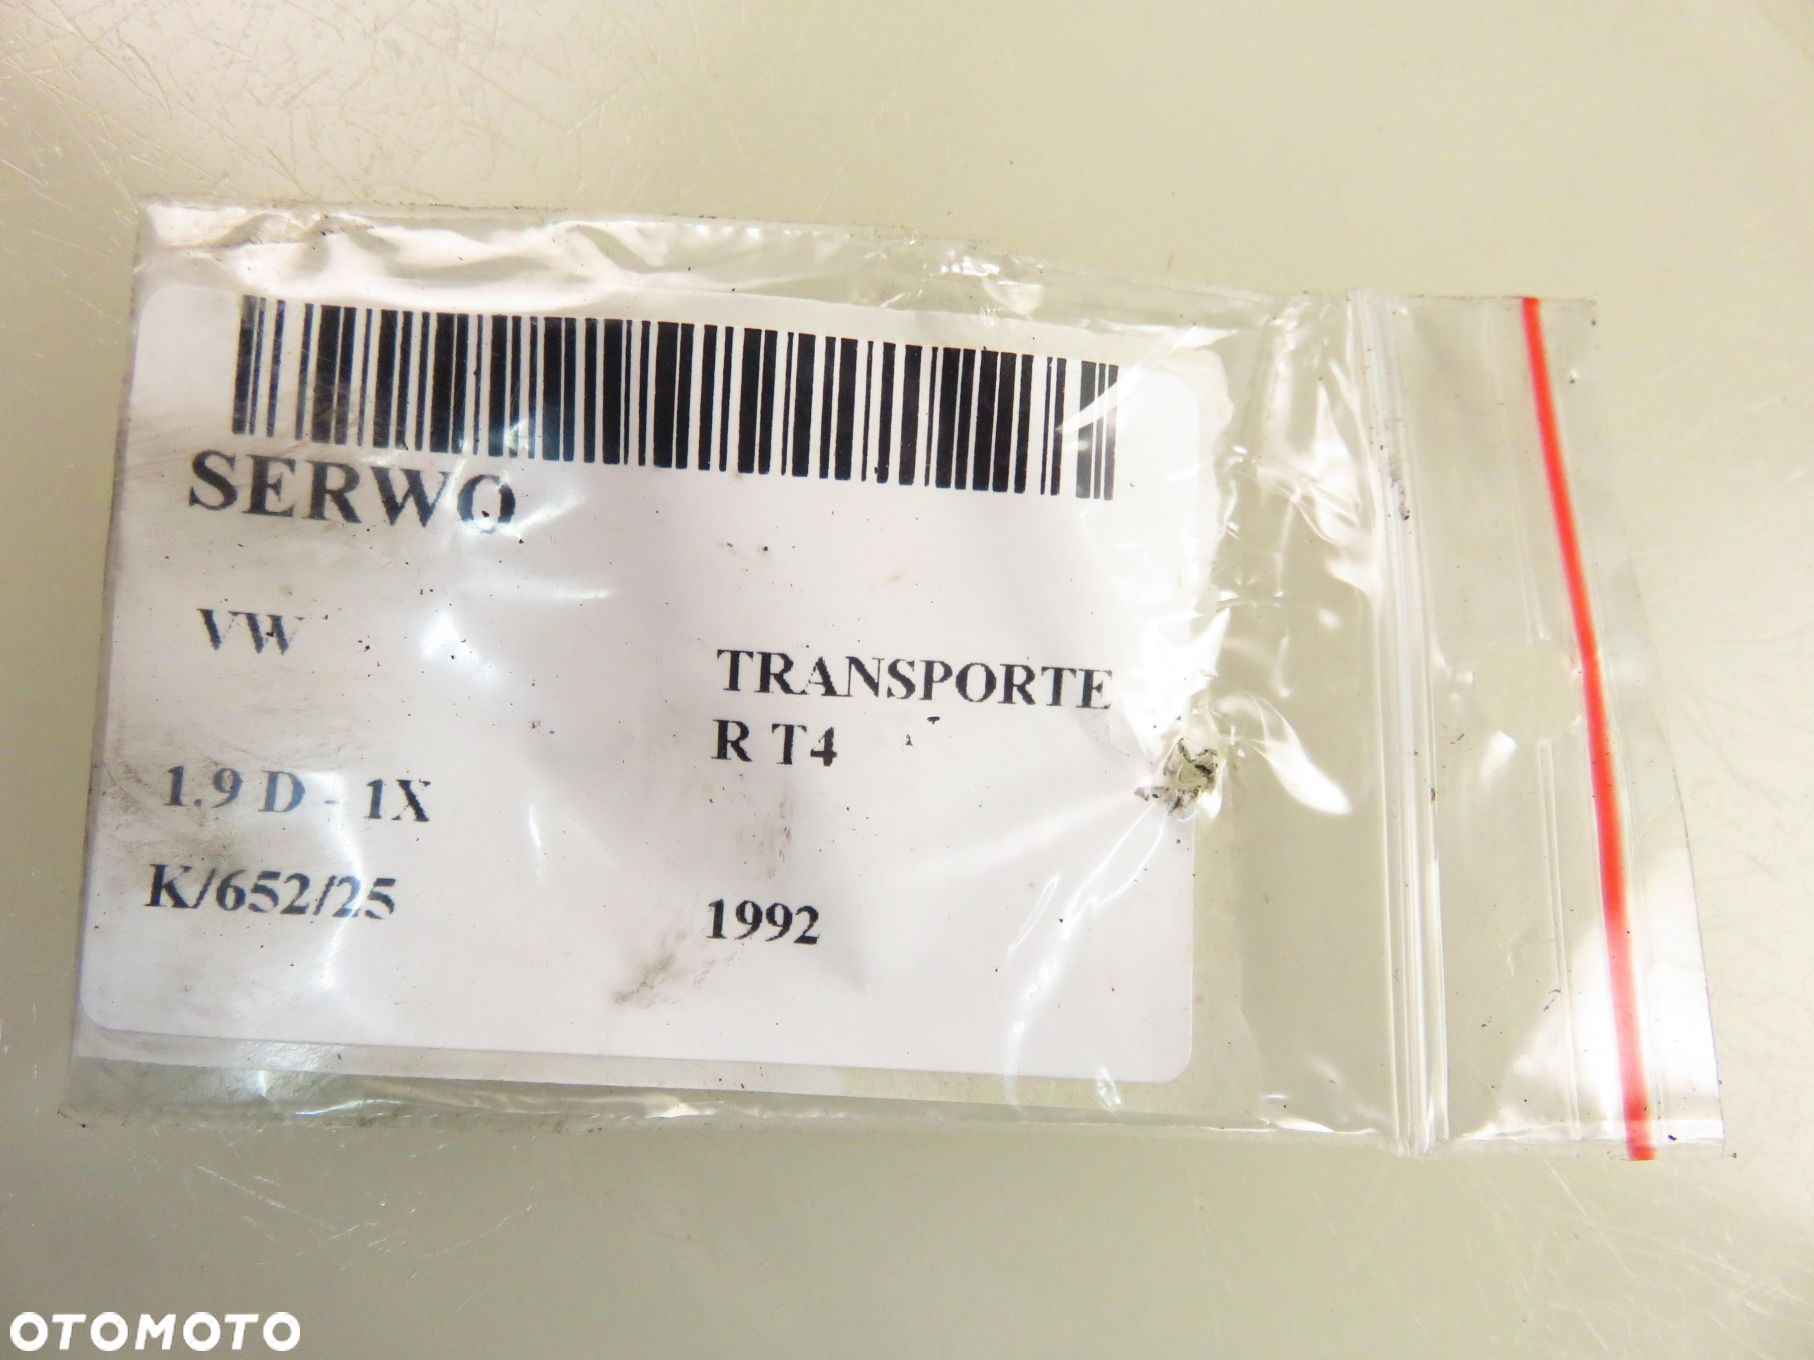 SERWO
VW
TRANSPORTE
R T4
1.9 D - 1X
K/652/25
1992
OTOMOTO